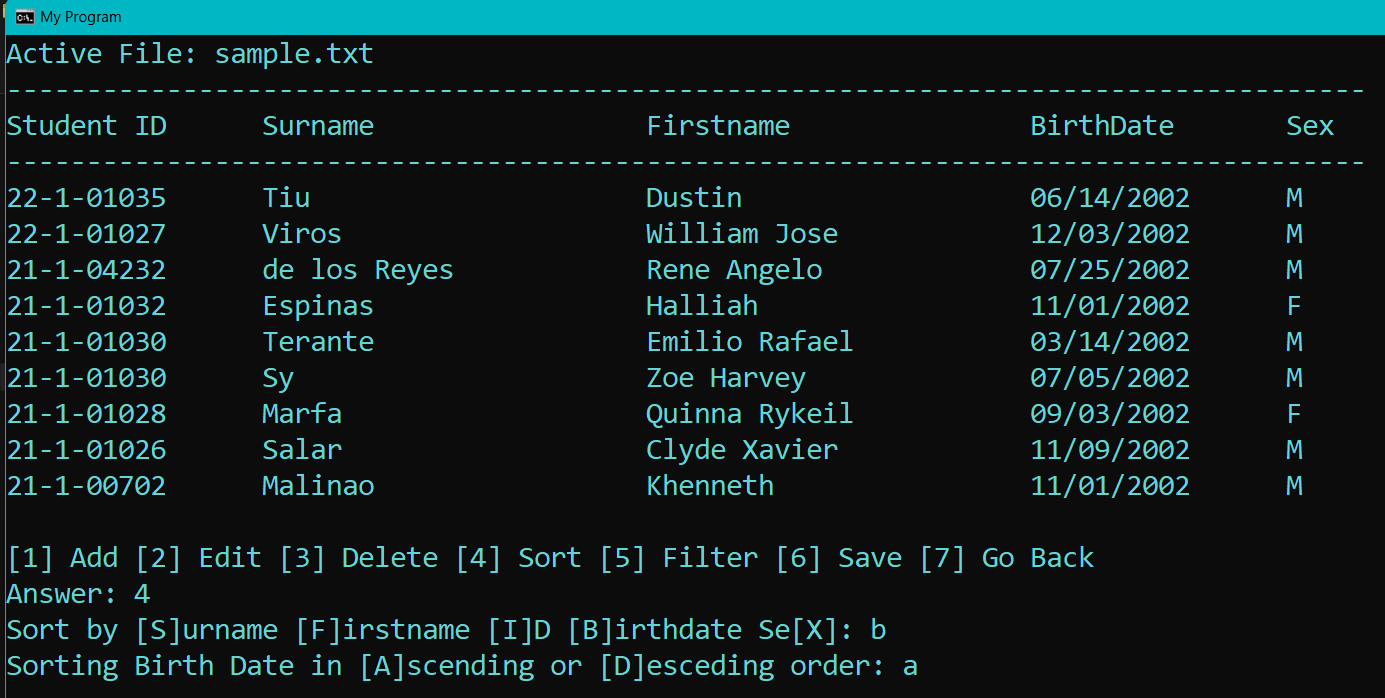 My Program
Active File: sample.txt
-------------------------------------------------------------------------------------
Student ID      Surname                 Firstname               BirthDate       Sex
-------------------------------------------------------------------------------------
22-1-01035      Tiu                     Dustin                  06/14/2002      M
22-1-01027      Viros                   William Jose            12/03/2002      M
21-1-04232      de los Reyes            Rene Angelo             07/25/2002      M
21-1-01032      Espinas                 Halliah                 11/01/2002      F
21-1-01030      Terante                 Emilio Rafael           03/14/2002      M
21-1-01030      Sy                      Zoe Harvey              07/05/2002      M
21-1-01028      Marfa                   Quinna Rykeil           09/03/2002      F
21-1-01026      Salar                   Clyde Xavier            11/09/2002      M
21-1-00702      Malinao                 Khenneth                11/01/2002      M
[1] Add [2] Edit [3] Delete [4] Sort [5] Filter [6] Save [7] Go Back
Answer: 4
Sort by [S]urname [F]irstname [I]D [B]irthdate Se[X]: b
Sorting Birth Date in [A]scending or [D]esceding order: a